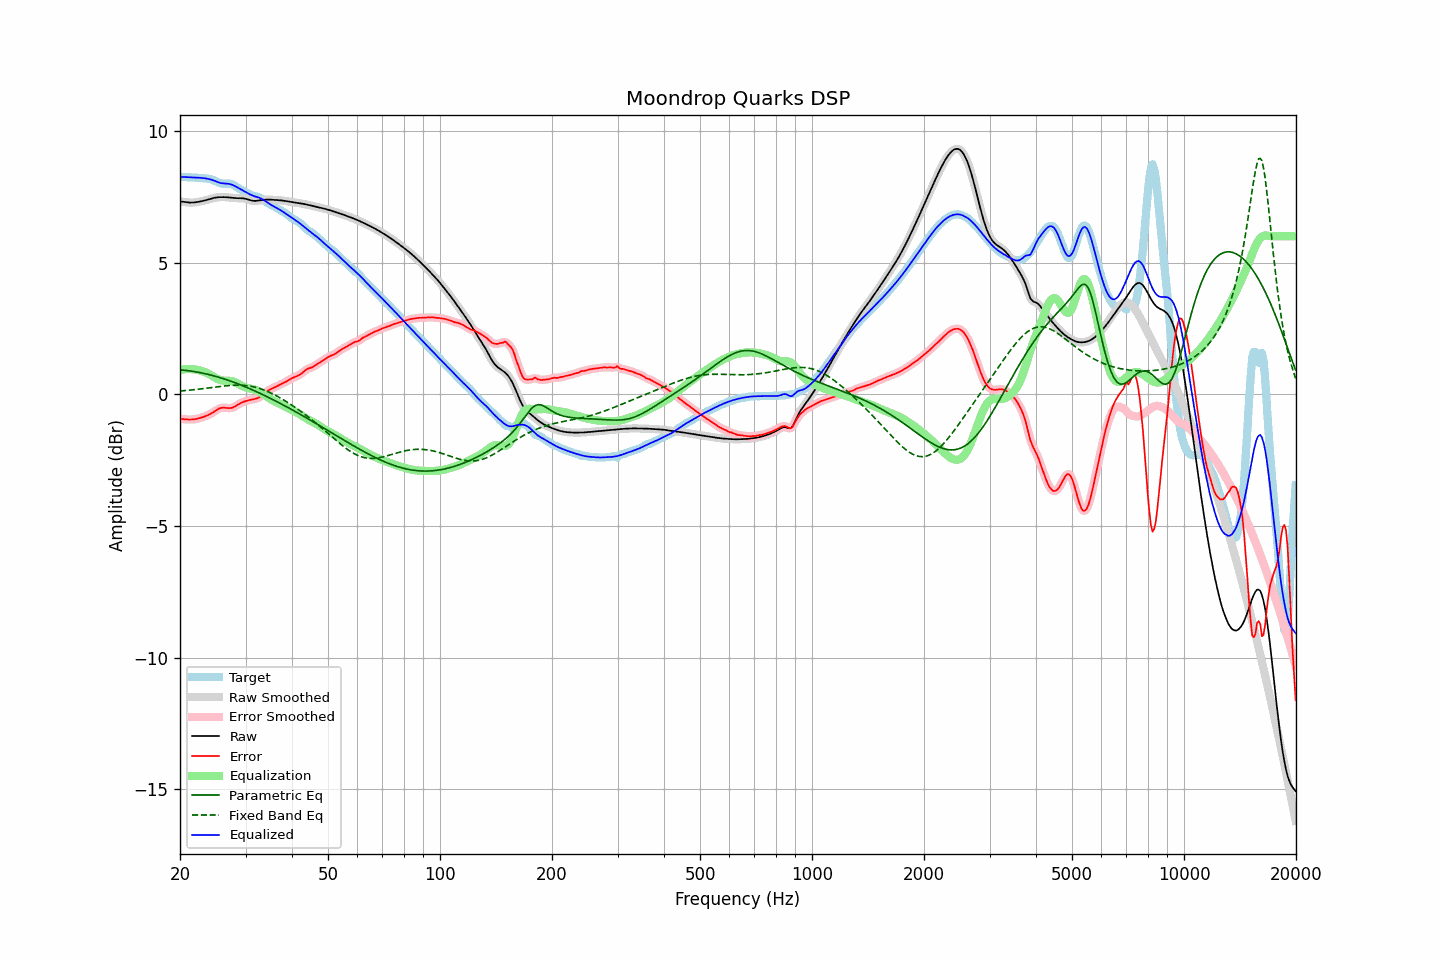 Moondrop Quarks DSP
10
5
0
−5
−10
−15
Amplitude (dBr)
Target
Raw Smoothed
Error Smoothed
Raw
Error
Equalization
Parametric Eq
Fixed Band Eq
Equalized
20 50 100 200 500 1000 2000 5000 10000 20000
Frequency (Hz)